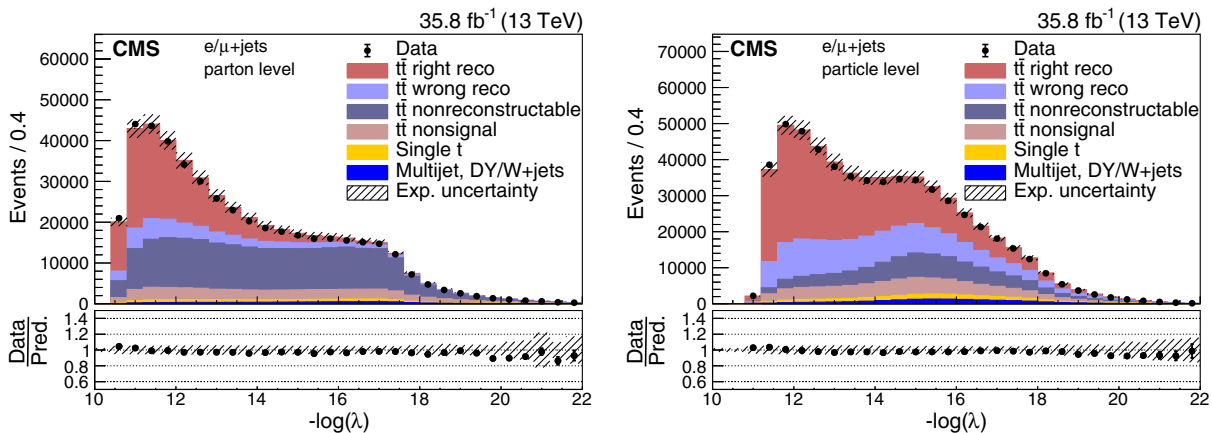 35.8 fb⁻¹ (13 TeV)
CMS
e/μ+jets
parton level
Data
tt̄ right reco
tt̄ wrong reco
tt̄ nonreconstructable
tt̄ nonsignal
Single t
Multijet, DY/W+jets
Exp. uncertainty
Events / 0.4
60000
50000
40000
30000
20000
10000
0
Data
Pred.
1.4
1.2
1
0.8
0.6
10 12 14 16 18 20 22
-log(λ)
35.8 fb⁻¹ (13 TeV)
CMS
e/μ+jets
particle level
Data
tt̄ right reco
tt̄ wrong reco
tt̄ nonreconstructable
tt̄ nonsignal
Single t
Multijet, DY/W+jets
Exp. uncertainty
Events / 0.4
70000
60000
50000
40000
30000
20000
10000
0
Data
Pred.
1.4
1.2
1
0.8
0.6
10 12 14 16 18 20 22
-log(λ)